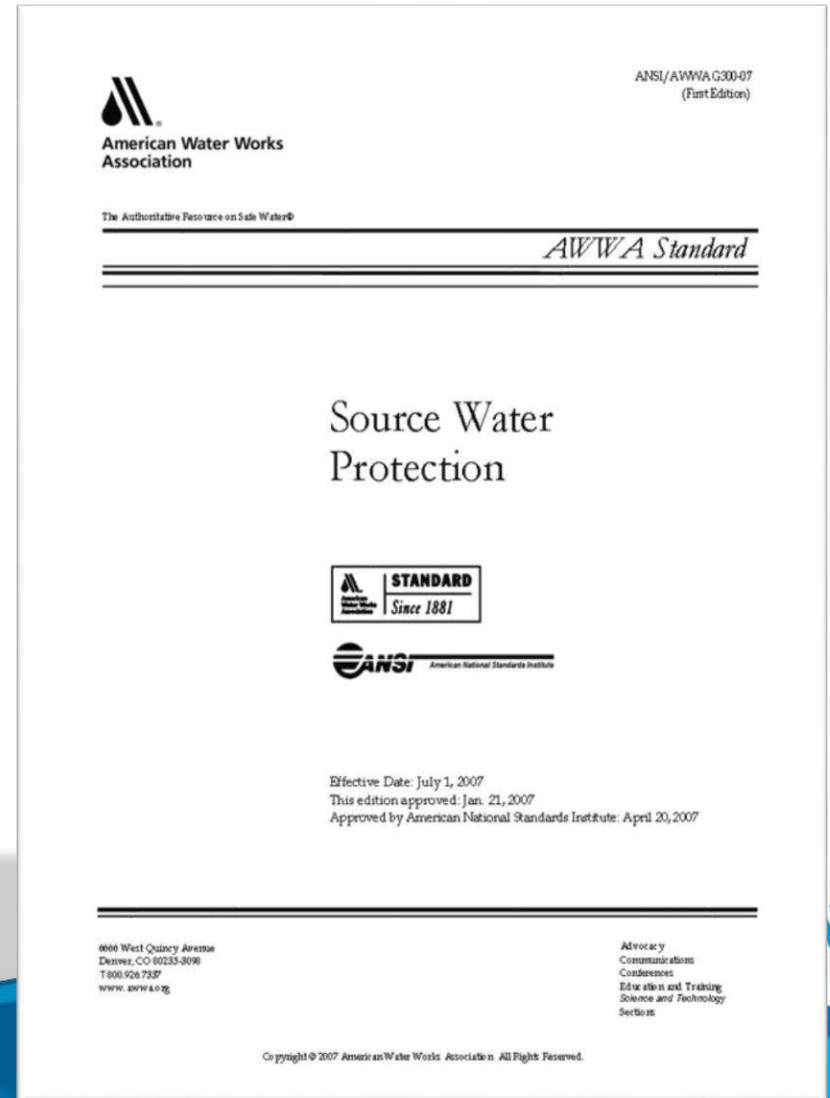 ANSI/AWWA G300-07
(First Edition)
American Water Works
Association
The Authoritative Resource on Safe Water®
AWWA Standard
Source Water
Protection
American
Water Works
Association
STANDARD
Since 1881
ANSI
American National Standards Institute
Effective Date: July 1, 2007
This edition approved: Jan. 21, 2007
Approved by American National Standards Institute: April 20, 2007
6666 West Quincy Avenue
Denver, CO 80235-3098
T 800.926.7337
www.awwa.org
Advocacy
Communications
Conferences
Education and Training
Science and Technology
Sections
Copyright © 2007 American Water Works Association. All Rights Reserved.